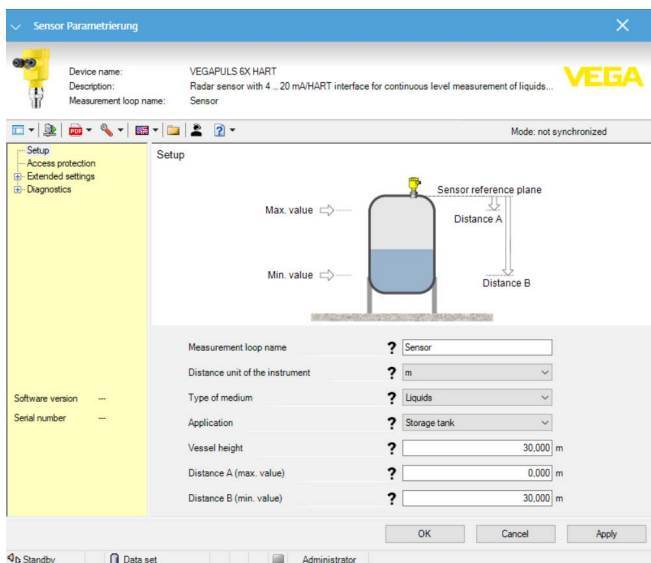 Sensor Parametrierung
Device name: VEGAPULS 6X HART
Description: Radar sensor with 4 ... 20 mA/HART interface for continuous level measurement of liquids...
Measurement loop name: Sensor
VEGA
PDF
Mode: not synchronized
Setup
Access protection
Extended settings
Diagnostics
Software version ---
Serial number ---
Setup
Sensor reference plane
Max. value
Distance A
Min. value
Distance B
Measurement loop name ? Sensor
Distance unit of the instrument ? m
Type of medium ? Liquids
Application ? Storage tank
Vessel height ? 30,000 m
Distance A (max. value) ? 0,000 m
Distance B (min. value) ? 30,000 m
OK Cancel Apply
Standby Data set Administrator